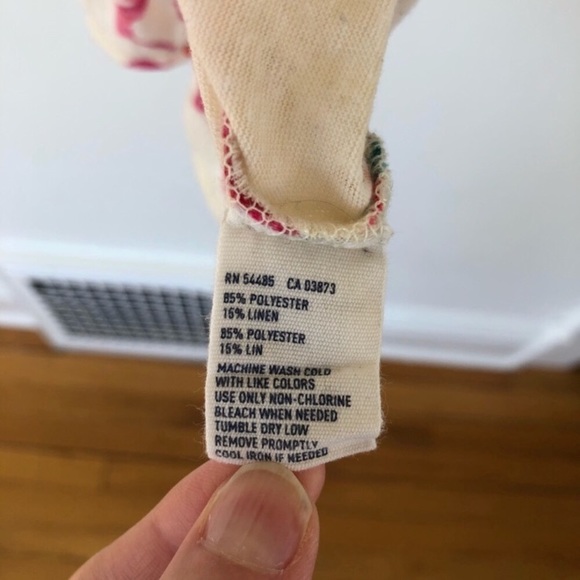 RN 54485 CA 03873
85% POLYESTER
15% LINEN
85% POLYESTER
15% LIN
MACHINE WASH COLD
WITH LIKE COLORS
USE ONLY NON-CHLORINE
BLEACH WHEN NEEDED
TUMBLE DRY LOW
REMOVE PROMPTLY
COOL IRON IF NEEDED